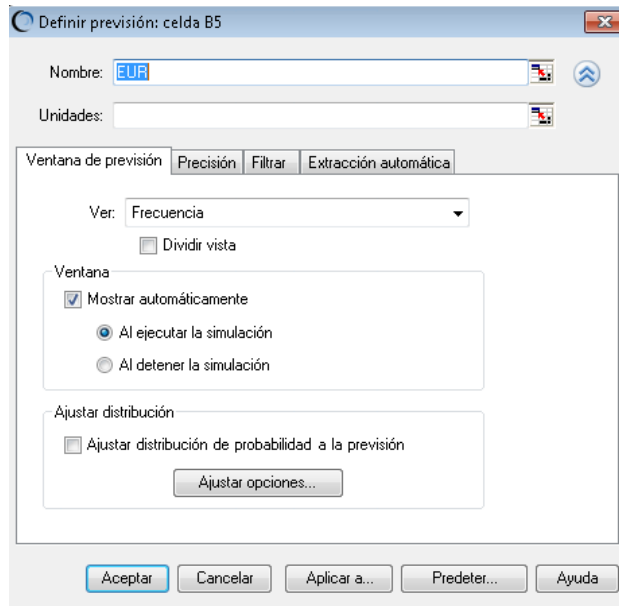 Definir previsión: celda B5
Nombre: EUR
Unidades:
Ventana de previsión Precisión Filtrar Extracción automática
Ver: Frecuencia
Dividir vista
Ventana
Mostrar automáticamente
Al ejecutar la simulación
Al detener la simulación
Ajustar distribución
Ajustar distribución de probabilidad a la previsión
Ajustar opciones...
Aceptar Cancelar Aplicar a... Predeter... Ayuda